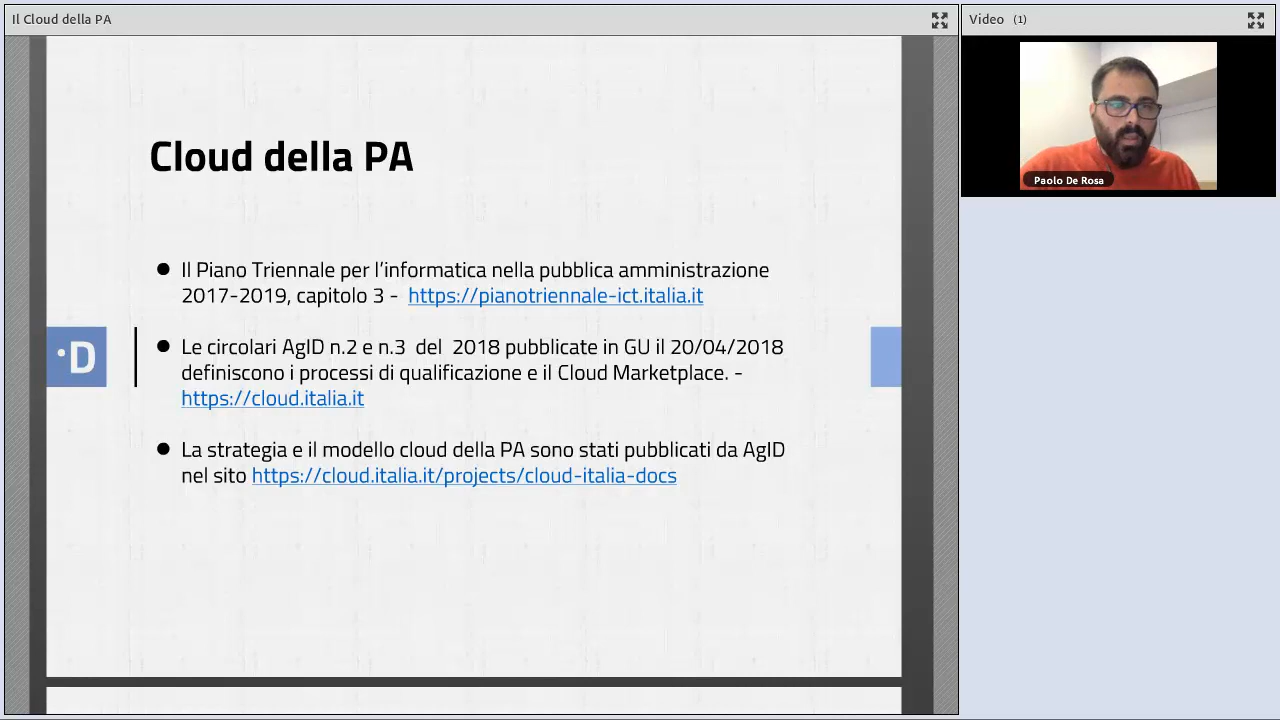 Il Cloud della PA
Video (1)
Paolo De Rosa
Cloud della PA
● Il Piano Triennale per l'informatica nella pubblica amministrazione
2017-2019, capitolo 3 - https://pianotriennale-ict.italia.it
● Le circolari AgID n.2 e n.3 del 2018 pubblicate in GU il 20/04/2018
definiscono i processi di qualificazione e il Cloud Marketplace. -
https://cloud.italia.it
● La strategia e il modello cloud della PA sono stati pubblicati da AgID
nel sito https://cloud.italia.it/projects/cloud-italia-docs
·D